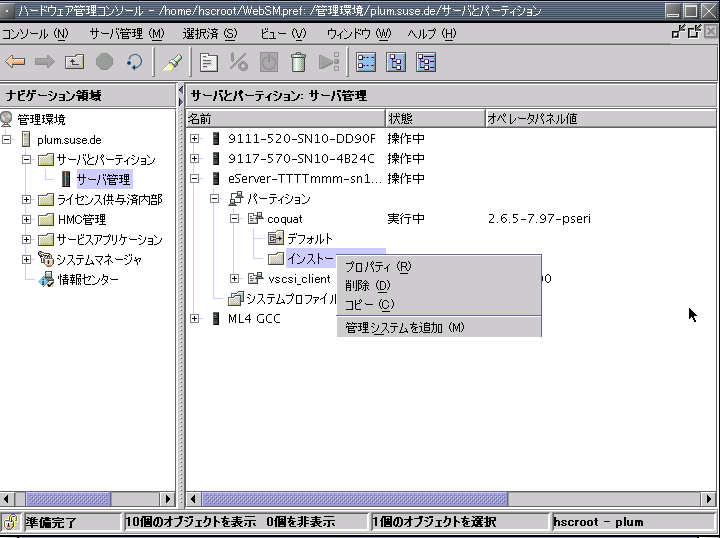 ハードウェア管理コンソール - /home/hscroot/WebSM.pref: /管理環境/plum.suse.de/サーバとパーティション
コンソール (N) サーバ管理 (M) 選択済 (S) ビュー (V) ウィンドウ (W) ヘルプ (H)
ナビゲーション領域
管理環境
plum.suse.de
サーバとパーティション
サーバ管理
ライセンス供与済内部
HMC管理
サービスアプリケーション
システムマネージャ
情報センター
サーバとパーティション: サーバ管理
名前 状態 オペレータパネル値
9111-520-SN10-DD90F 操作中
9117-570-SN10-4B24C 操作中
eServer-TTTTmmm-sn1... 操作中
パーティション
coquat 実行中 2.6.5-7.97-pseri
デフォルト
インストー
vscsi_client 00
システムプロファイル
ML4 GCC
プロパティ (R)
削除 (D)
コピー (C)
管理システムを追加 (M)
準備完了 10個のオブジェクトを表示 0個を非表示 1個のオブジェクトを選択 hscroot - plum